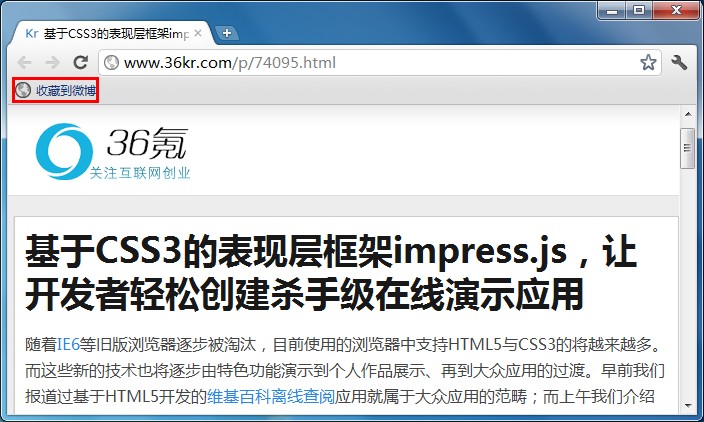 Kr 基于CSS3的表现层框架imp
www.36kr.com/p/74095.html
收藏到微博
36氪
关注互联网创业
基于CSS3的表现层框架impress.js，让
开发者轻松创建杀手级在线演示应用
随着IE6等旧版浏览器逐步被淘汰，目前使用的浏览器中支持HTML5与CSS3的将越来越多。
而这些新的技术也将逐步由特色功能演示到个人作品展示、再到大众应用的过渡。早前我们
报道过基于HTML5开发的维基百科离线查阅应用就属于大众应用的范畴；而上午我们介绍